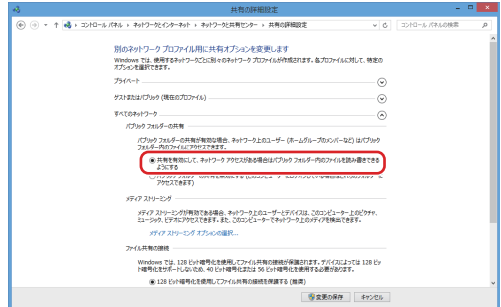 共有の詳細設定
コントロール パネル › ネットワークとインターネット › ネットワークと共有センター › 共有の詳細設定
コントロール パネルの検索
別のネットワーク プロファイル用に共有オプションを変更します
Windows では、使用するネットワークごとに別々のネットワーク プロファイルが作成されます。各プロファイルに対して、特定の
オプションを選択できます。
プライベート
ゲストまたはパブリック (現在のプロファイル)
すべてのネットワーク
パブリック フォルダーの共有
パブリック フォルダーの共有が有効な場合、ネットワーク上のユーザー (ホームグループのメンバーなど) はパブリック
フォルダー内のファイルにアクセスできます。
共有を有効にして、ネットワーク アクセスがある場合はパブリック フォルダー内のファイルを読み書きできる
ようにする
アクセスできます)
メディア ストリーミング
メディア ストリーミングが有効である場合、ネットワーク上のユーザーとデバイスは、このコンピューター上のピクチャ、
ミュージック、ビデオにアクセスできます。また、このコンピューターでネットワーク上のメディアを検出できます。
メディア ストリーミング オプションの選択...
ファイル共有の接続
Windows では、128 ビット暗号化を使用してファイル共有の接続が保護されます。デバイスによっては 128 ビッ
ト暗号化をサポートしないため、40 ビット暗号化または 56 ビット暗号化を使用する必要があります。
128 ビット暗号化を使用してファイル共有の接続を保護する (推奨)
変更の保存
キャンセル